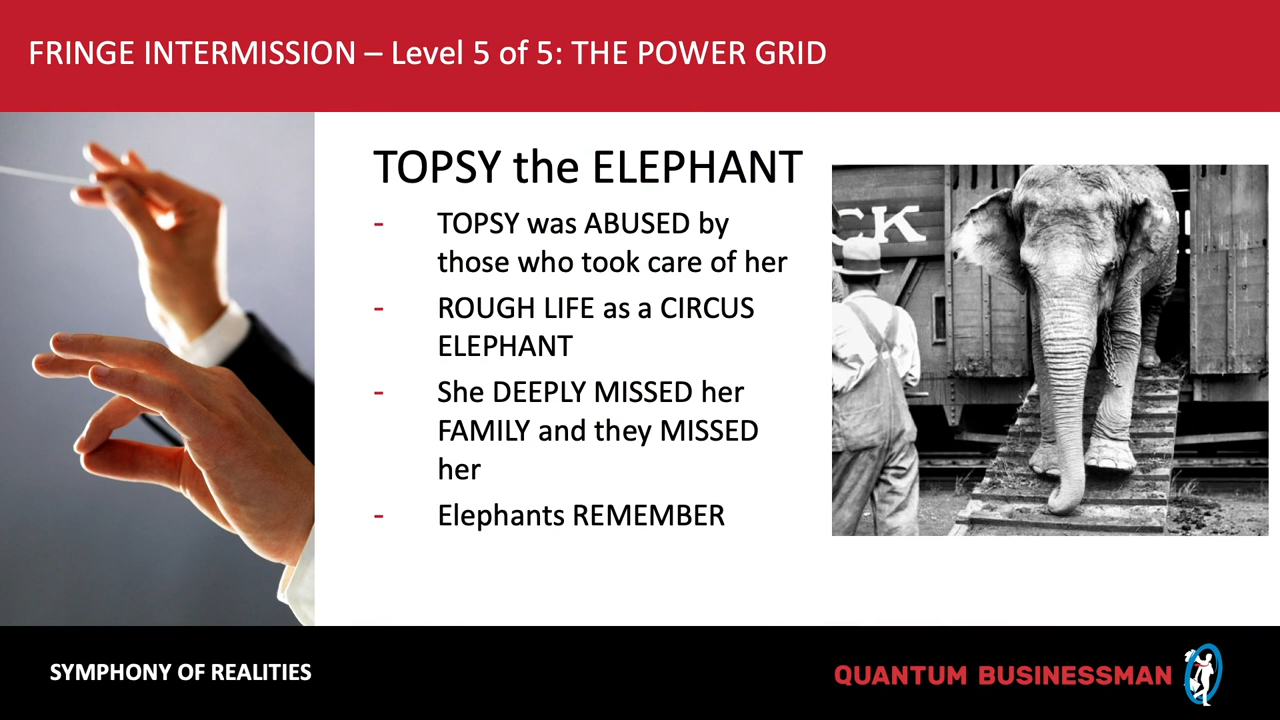 FRINGE INTERMISSION – Level 5 of 5: THE POWER GRID
TOPSY the ELEPHANT
- TOPSY was ABUSED by
those who took care of her
- ROUGH LIFE as a CIRCUS
ELEPHANT
- She DEEPLY MISSED her
FAMILY and they MISSED
her
- Elephants REMEMBER
CK
SYMPHONY OF REALITIES
QUANTUM BUSINESSMAN